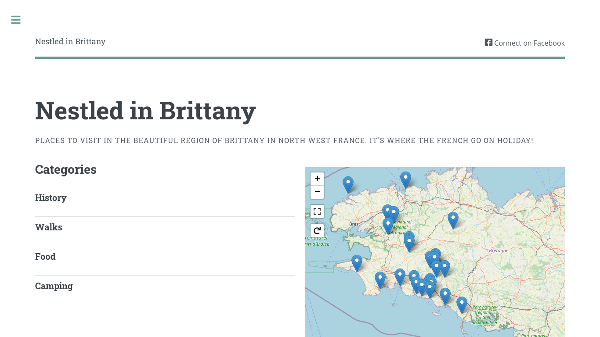 Nestled in Brittany
Connect on Facebook
Nestled in Brittany
PLACES TO VISIT IN THE BEAUTIFUL REGION OF BRITTANY IN NORTH WEST FRANCE. IT'S WHERE THE FRENCH GO ON HOLIDAY!
Categories
History
Walks
Food
Camping
+
−